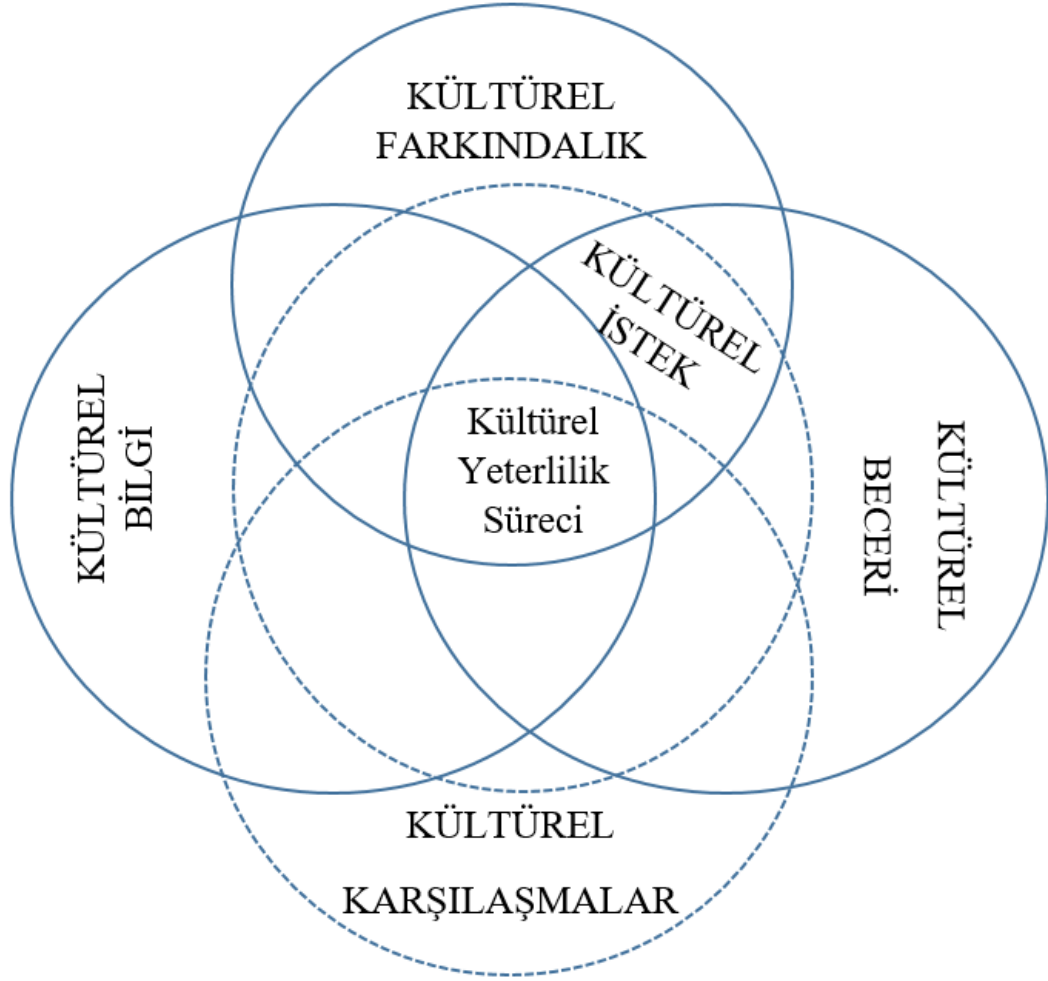 KÜLTÜREL
FARKINDALIK
KÜLTÜREL
İSTEK
KÜLTÜREL
BİLGİ
Kültürel
Yeterlilik
Süreci
KÜLTÜREL
BECERİ
KÜLTÜREL
KARŞILAŞMALAR